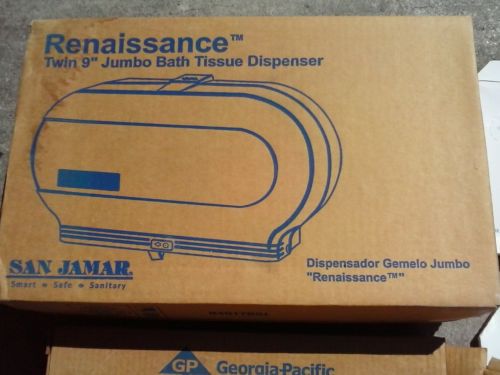 Renaissance™
Twin 9" Jumbo Bath Tissue Dispenser
SAN JAMAR®
Smart • Safe • Sanitary
Dispensador Gemelo Jumbo
"Renaissance™"
GP Georgia-Pacific